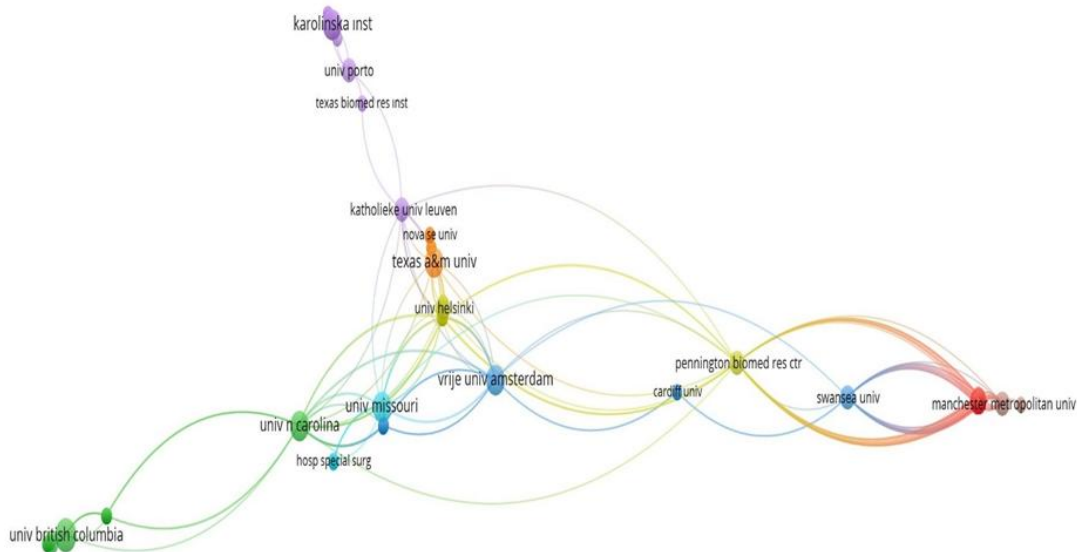 karolinska inst
univ porto
texas biomed res inst
katholieke univ leuven
nova se univ
texas a&m univ
univ helsinki
pennington biomed res ctr
vrije univ amsterdam
cardiff univ
swansea univ
manchester metropolitan univ
univ missouri
univ n carolina
hosp special surg
univ british columbia